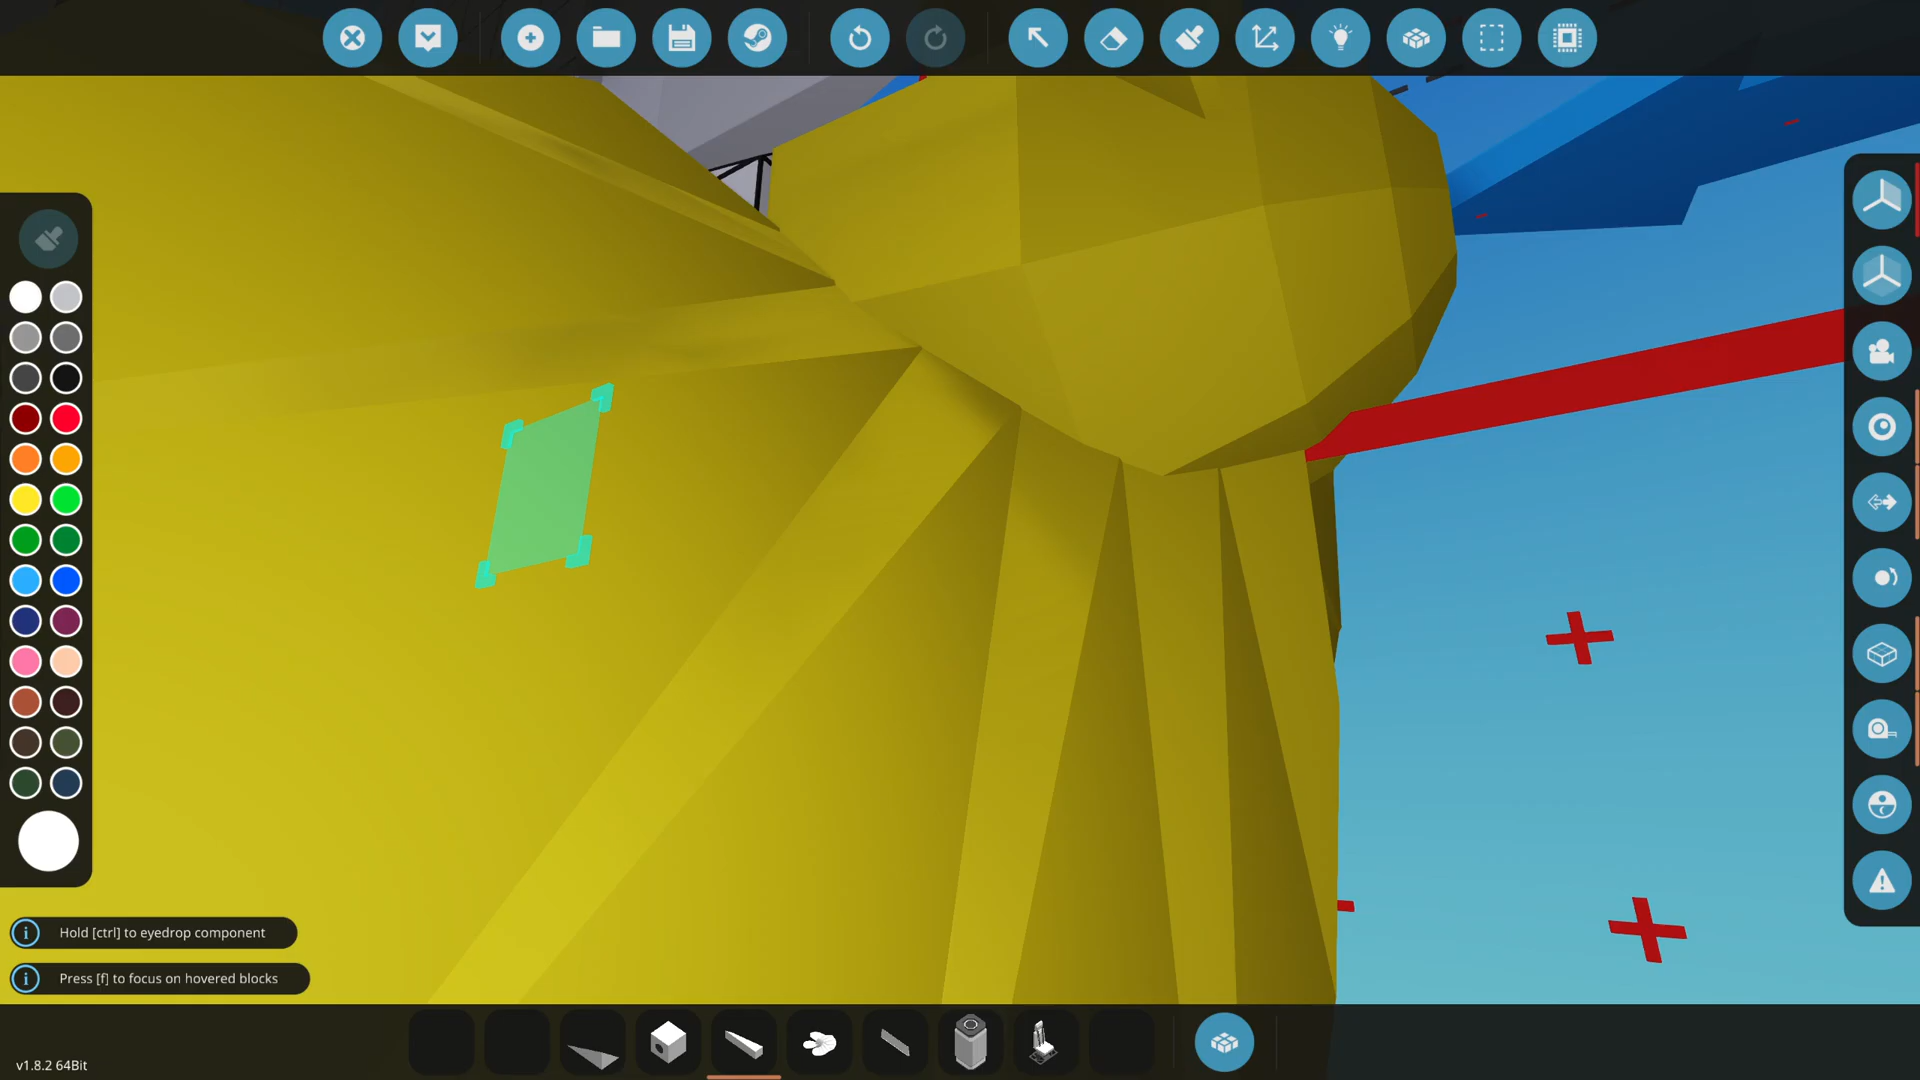 Hold [ctrl] to eyedrop component
Press [f] to focus on hovered blocks
v1.8.2 64Bit